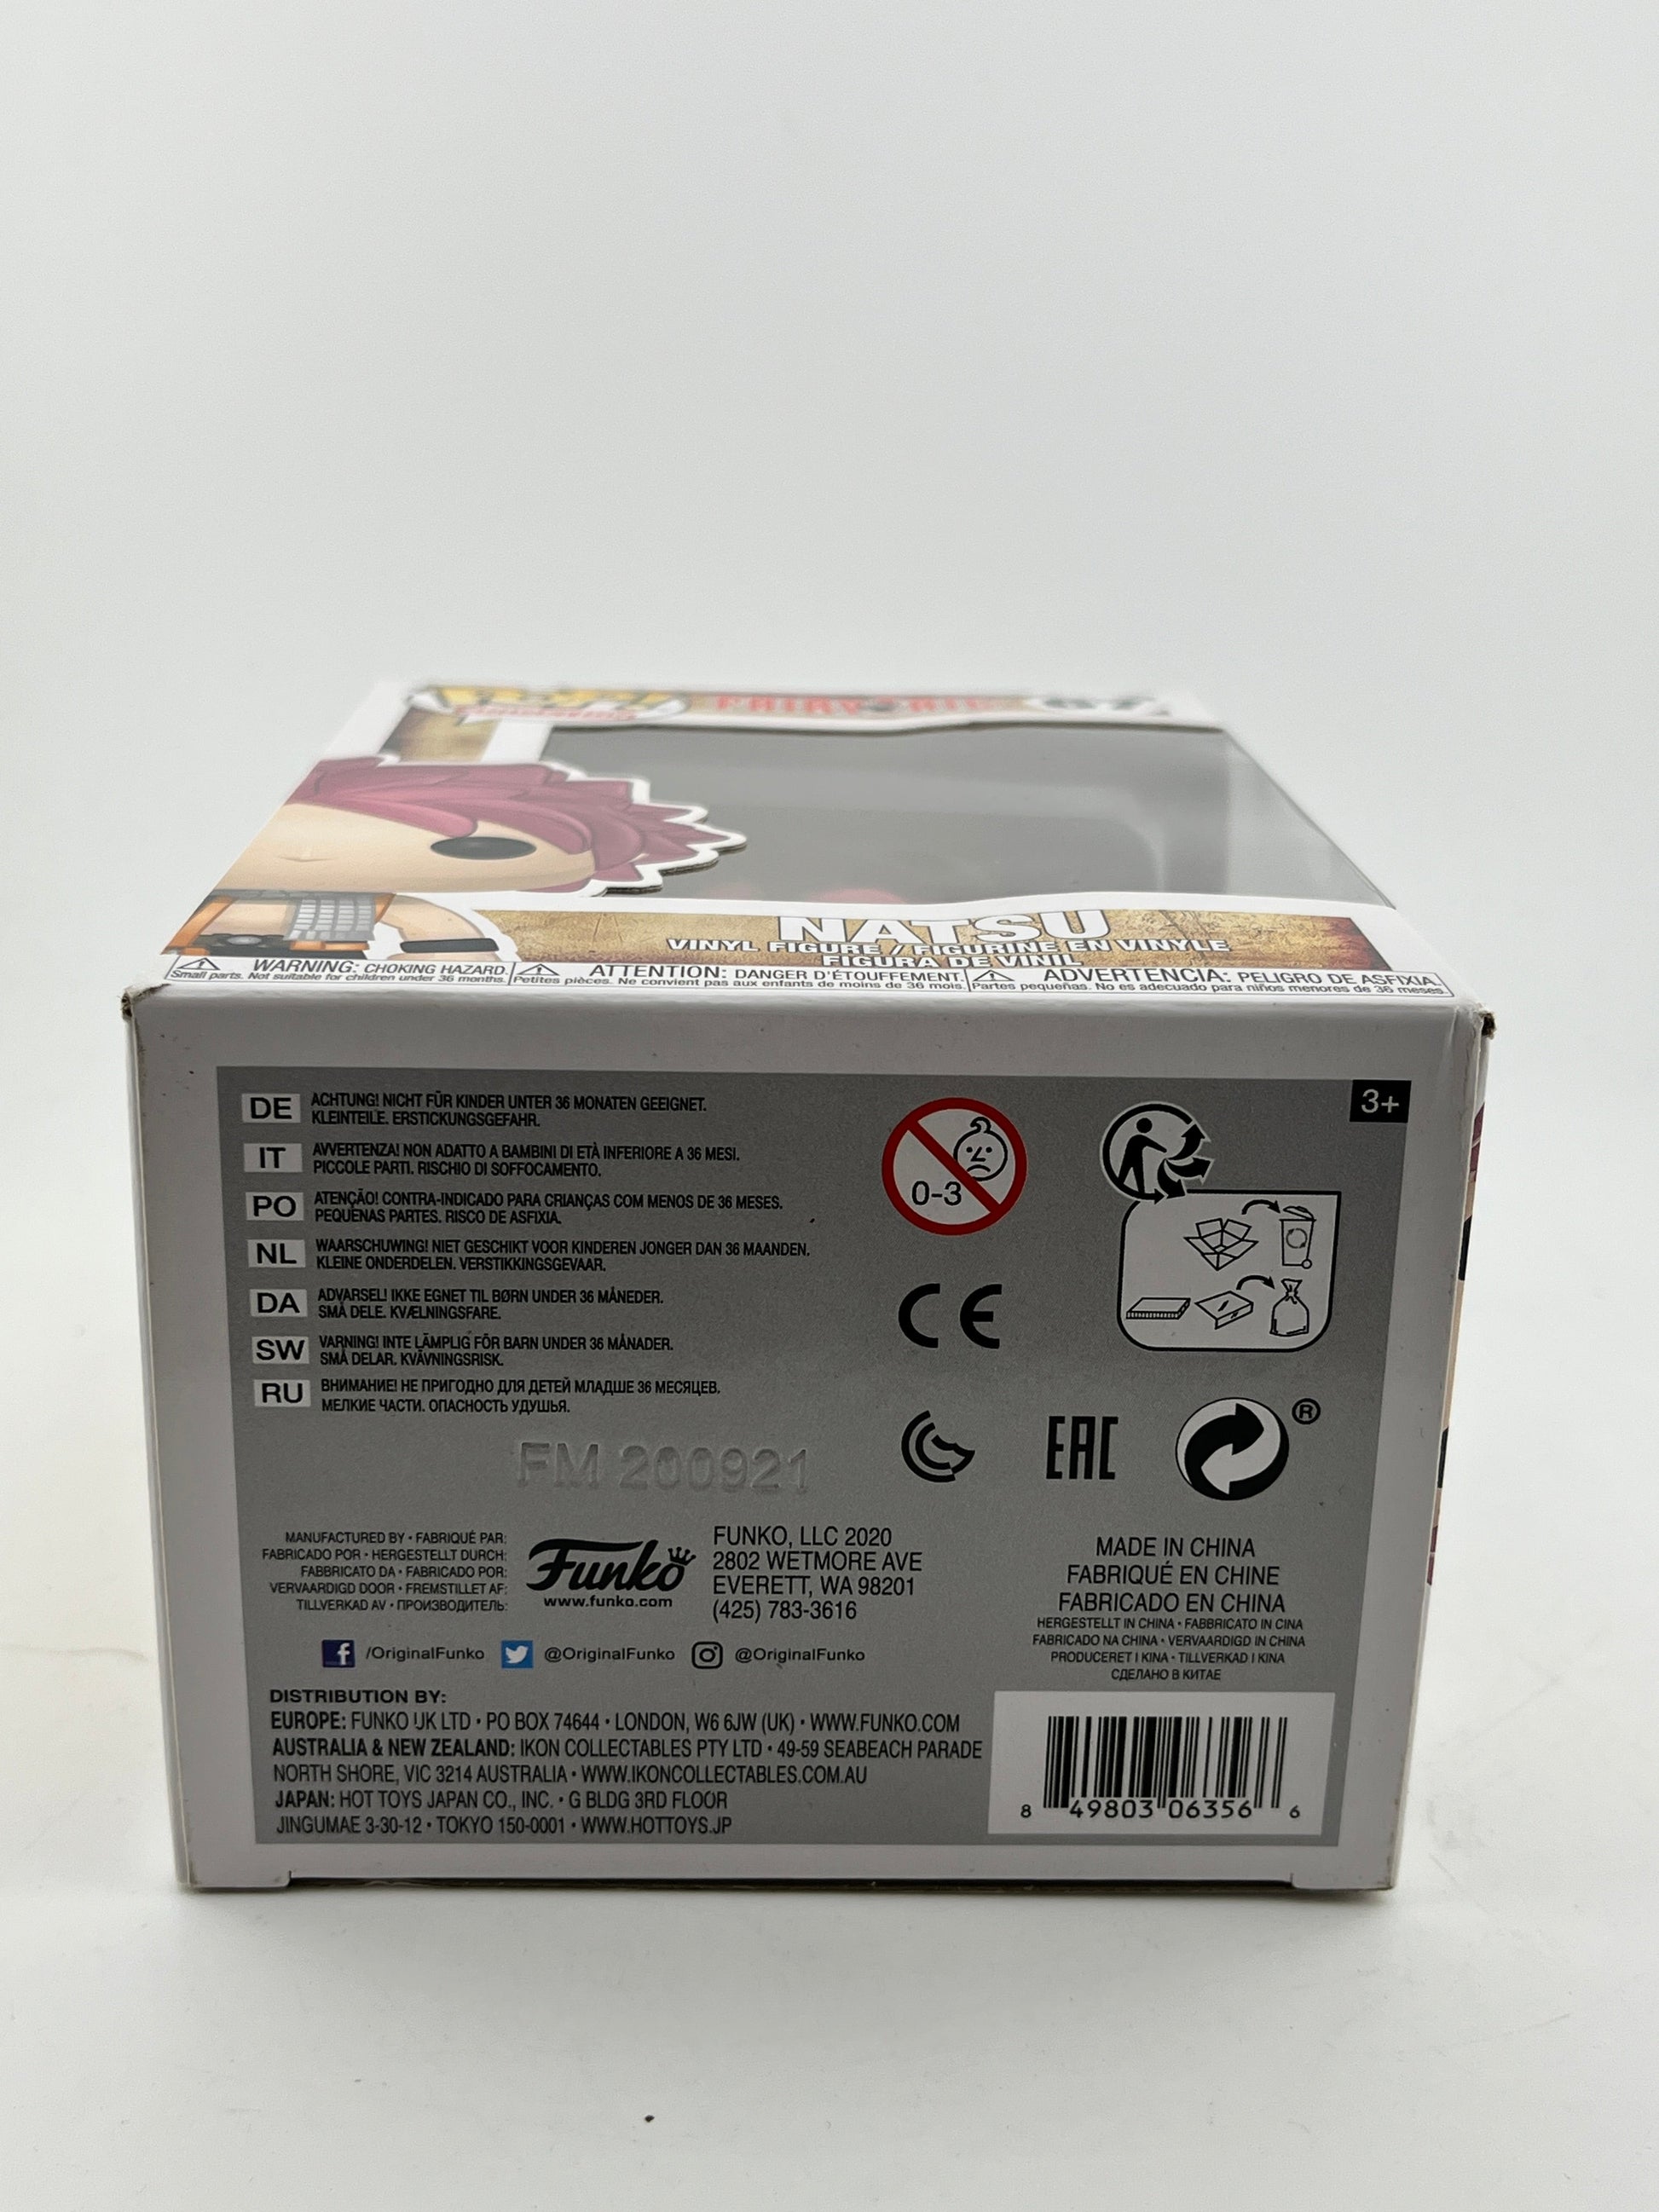 FAIRY TAIL
67
NATSU
VINYL FIGURE / FIGURINE EN VINYLE
FIGURA DE VINIL
WARNING: CHOKING HAZARD.
Small parts. Not suitable for children under 36 months.
ATTENTION: DANGER D'ÉTOUFFEMENT.
Petites pièces. Ne convient pas aux enfants de moins de 36 mois.
ADVERTENCIA: PELIGRO DE ASFIXIA.
Partes pequeñas. No es adecuado para niños menores de 36 meses.
3+
DE ACHTUNG! NICHT FÜR KINDER UNTER 36 MONATEN GEEIGNET.
KLEINTEILE. ERSTICKUNGSGEFAHR.
IT AVVERTENZA! NON ADATTO A BAMBINI DI ETÀ INFERIORE A 36 MESI.
PICCOLE PARTI. RISCHIO DI SOFFOCAMENTO.
PO ATENÇÃO! CONTRA-INDICADO PARA CRIANÇAS COM MENOS DE 36 MESES.
PEQUENAS PARTES. RISCO DE ASFIXIA.
NL WAARSCHUWING! NIET GESCHIKT VOOR KINDEREN JONGER DAN 36 MAANDEN.
KLEINE ONDERDELEN. VERSTIKKINGSGEVAAR.
DA ADVARSEL! IKKE EGNET TIL BØRN UNDER 36 MÅNEDER.
SMÅ DELE. KVÆLNINGSFARE.
SW VARNING! INTE LÄMPLIG FÖR BARN UNDER 36 MÅNADER.
SMÅ DELAR. KVÄVNINGSRISK.
RU ВНИМАНИЕ! НЕ ПРИГОДНО ДЛЯ ДЕТЕЙ МЛАДШЕ 36 МЕСЯЦЕВ.
МЕЛКИЕ ЧАСТИ. ОПАСНОСТЬ УДУШЬЯ.
0-3
CE
EAC
®
FM 200921
MANUFACTURED BY • FABRIQUÉ PAR:
FABRICADO POR • HERGESTELLT DURCH:
FABBRICATO DA • FABRICADO POR:
VERVAARDIGD DOOR • FREMSTILLET AF:
TILLVERKAD AV • ПРОИЗВОДИТЕЛЬ:
Funko
www.funko.com
FUNKO, LLC 2020
2802 WETMORE AVE
EVERETT, WA 98201
(425) 783-3616
MADE IN CHINA
FABRIQUÉ EN CHINE
FABRICADO EN CHINA
HERGESTELLT IN CHINA • FABBRICATO IN CINA
FABRICADO NA CHINA • VERVAARDIGD IN CHINA
PRODUCERET I KINA • TILLVERKAD I KINA
СДЕЛАНО В КИТАЕ
f /OriginalFunko @OriginalFunko @OriginalFunko
DISTRIBUTION BY:
EUROPE: FUNKO UK LTD • PO BOX 74644 • LONDON, W6 6JW (UK) • WWW.FUNKO.COM
AUSTRALIA & NEW ZEALAND: IKON COLLECTABLES PTY LTD • 49-59 SEABEACH PARADE
NORTH SHORE, VIC 3214 AUSTRALIA • WWW.IKONCOLLECTABLES.COM.AU
JAPAN: HOT TOYS JAPAN CO., INC. • G BLDG 3RD FLOOR
JINGUMAE 3-30-12 • TOKYO 150-0001 • WWW.HOTTOYS.JP
8 49803 06356 6